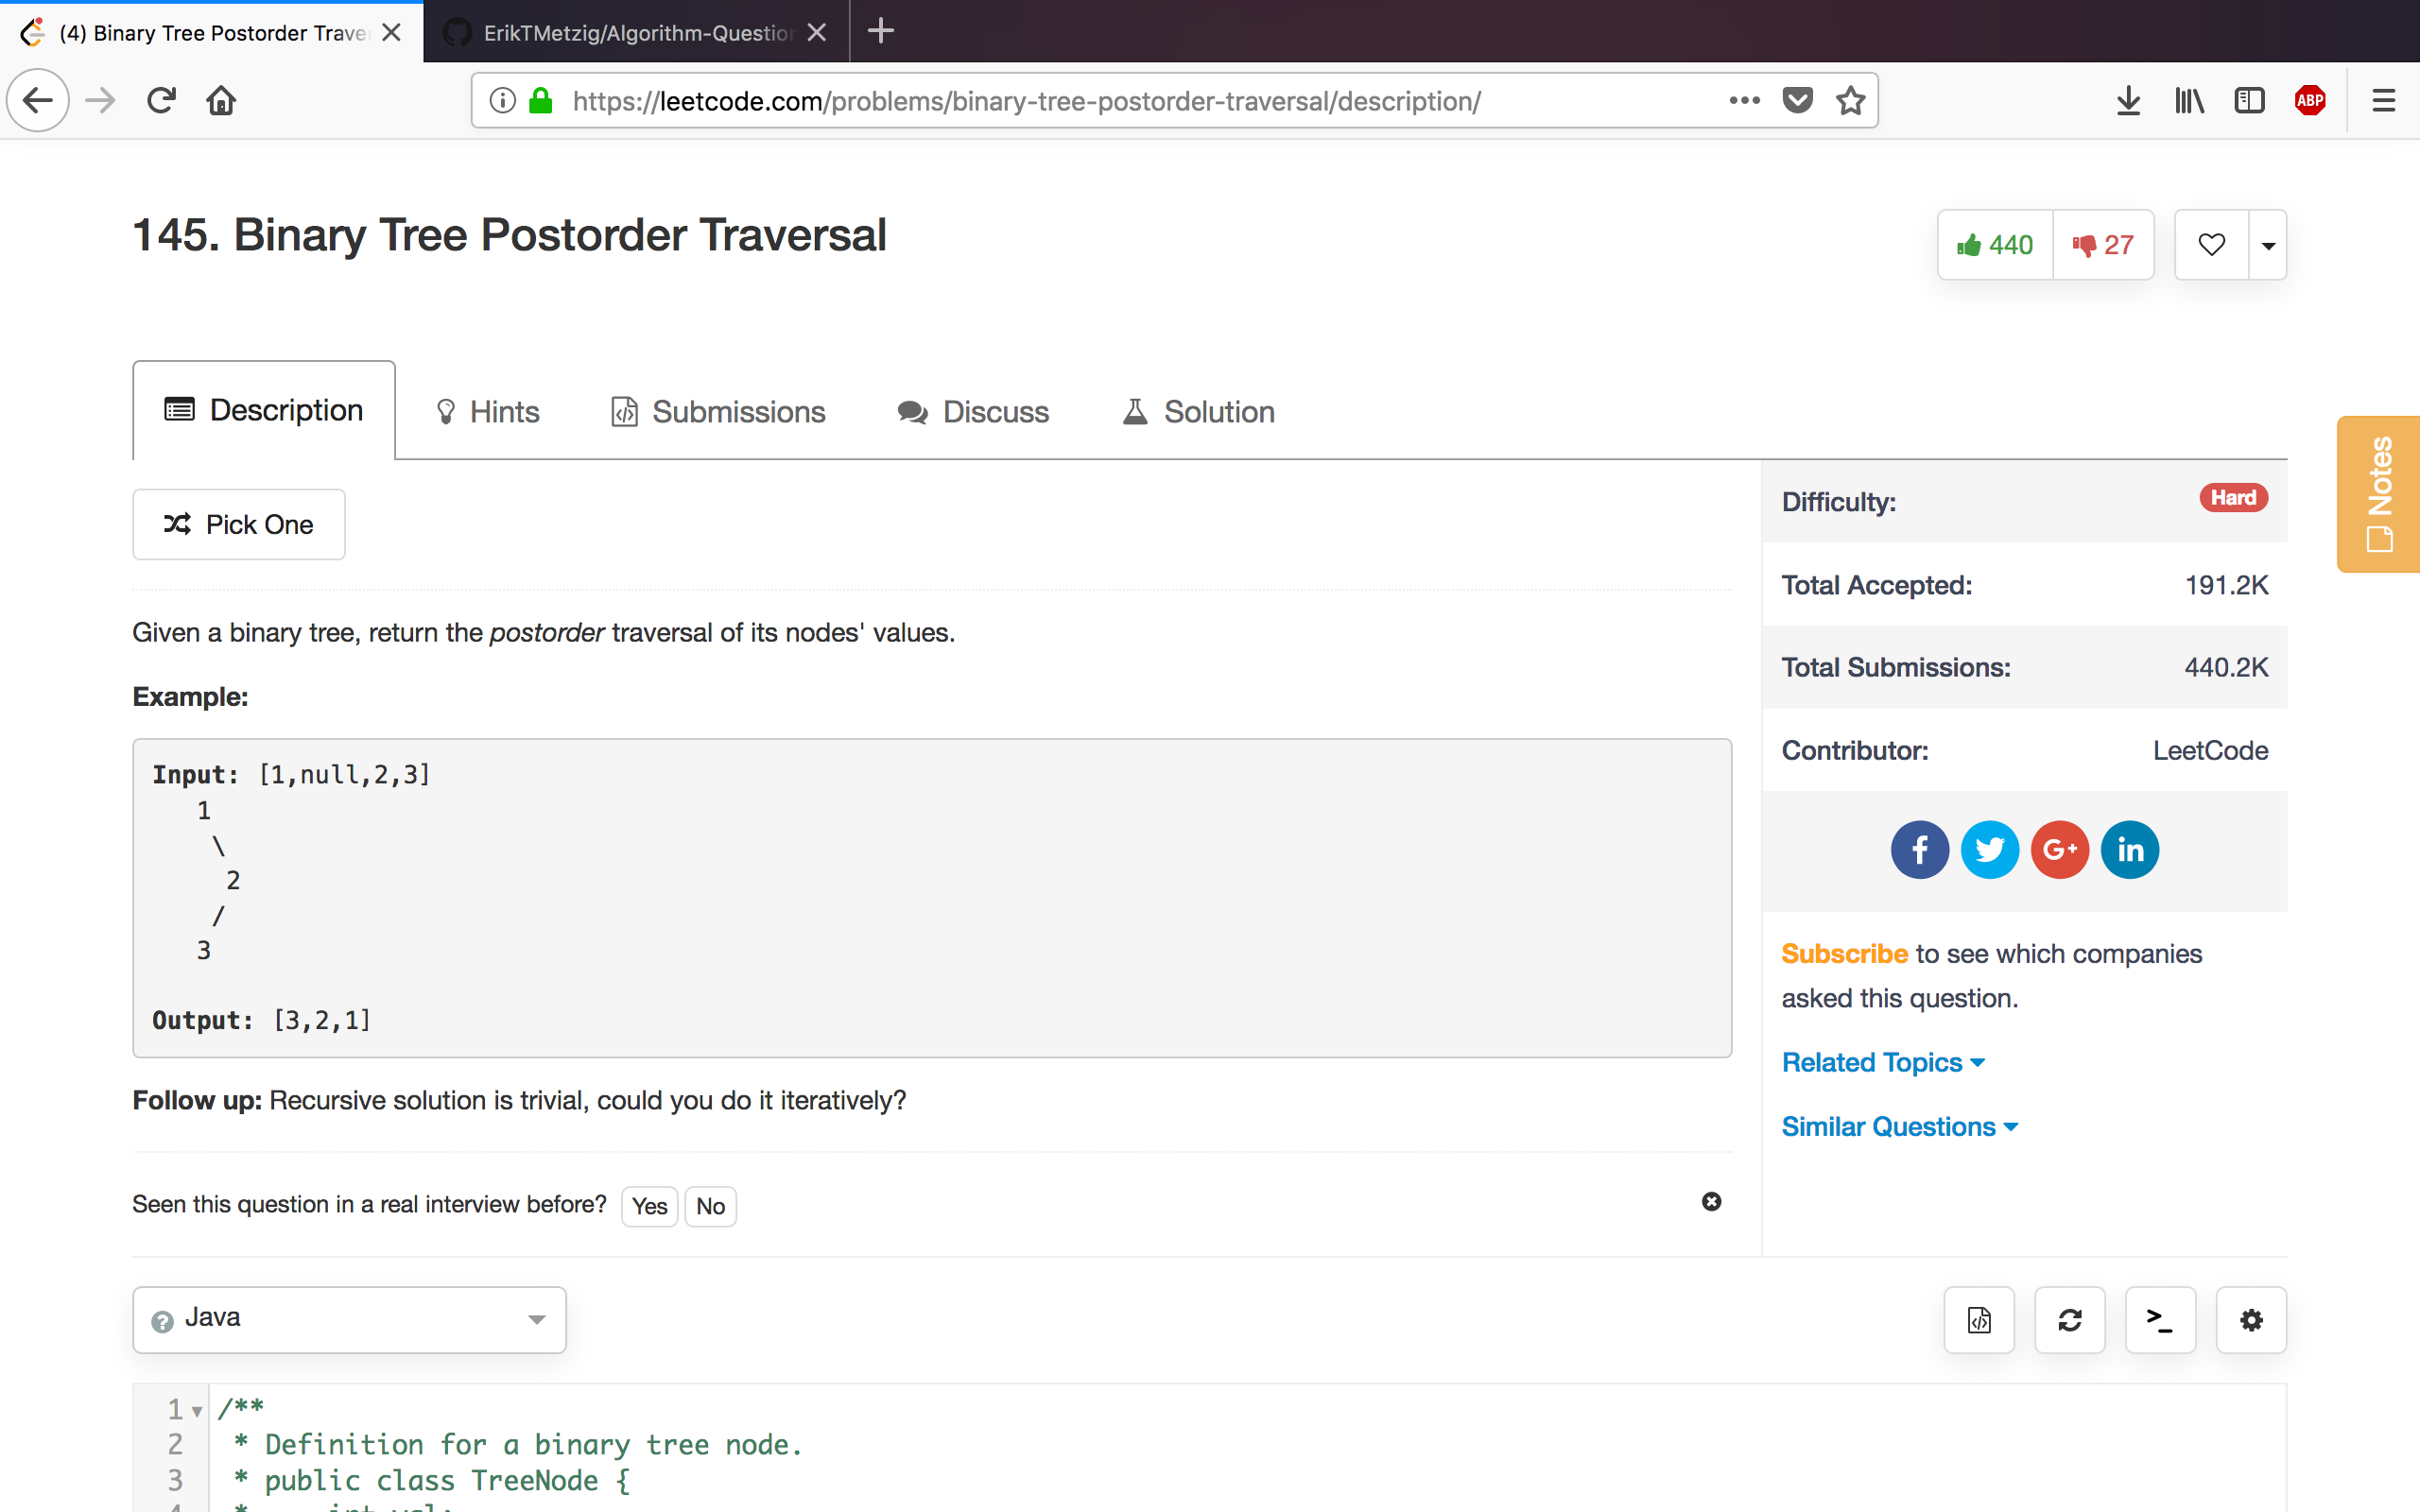 (4) Binary Tree Postorder Trave
ErikTMetzig/Algorithm-Question
https://leetcode.com/problems/binary-tree-postorder-traversal/description/
ABP
145. Binary Tree Postorder Traversal
440
27
Description
Hints
Submissions
Discuss
Solution
Notes
Pick One
Given a binary tree, return the postorder traversal of its nodes' values.
Example:
Input: [1,null,2,3]
1
\
2
/
3
Output: [3,2,1]
Follow up: Recursive solution is trivial, could you do it iteratively?
Seen this question in a real interview before? Yes No
Difficulty: Hard
Total Accepted: 191.2K
Total Submissions: 440.2K
Contributor: LeetCode
f G+ in
Subscribe to see which companies
asked this question.
Related Topics
Similar Questions
Java
1 /**
2 * Definition for a binary tree node.
3 * public class TreeNode {
4 * int val;